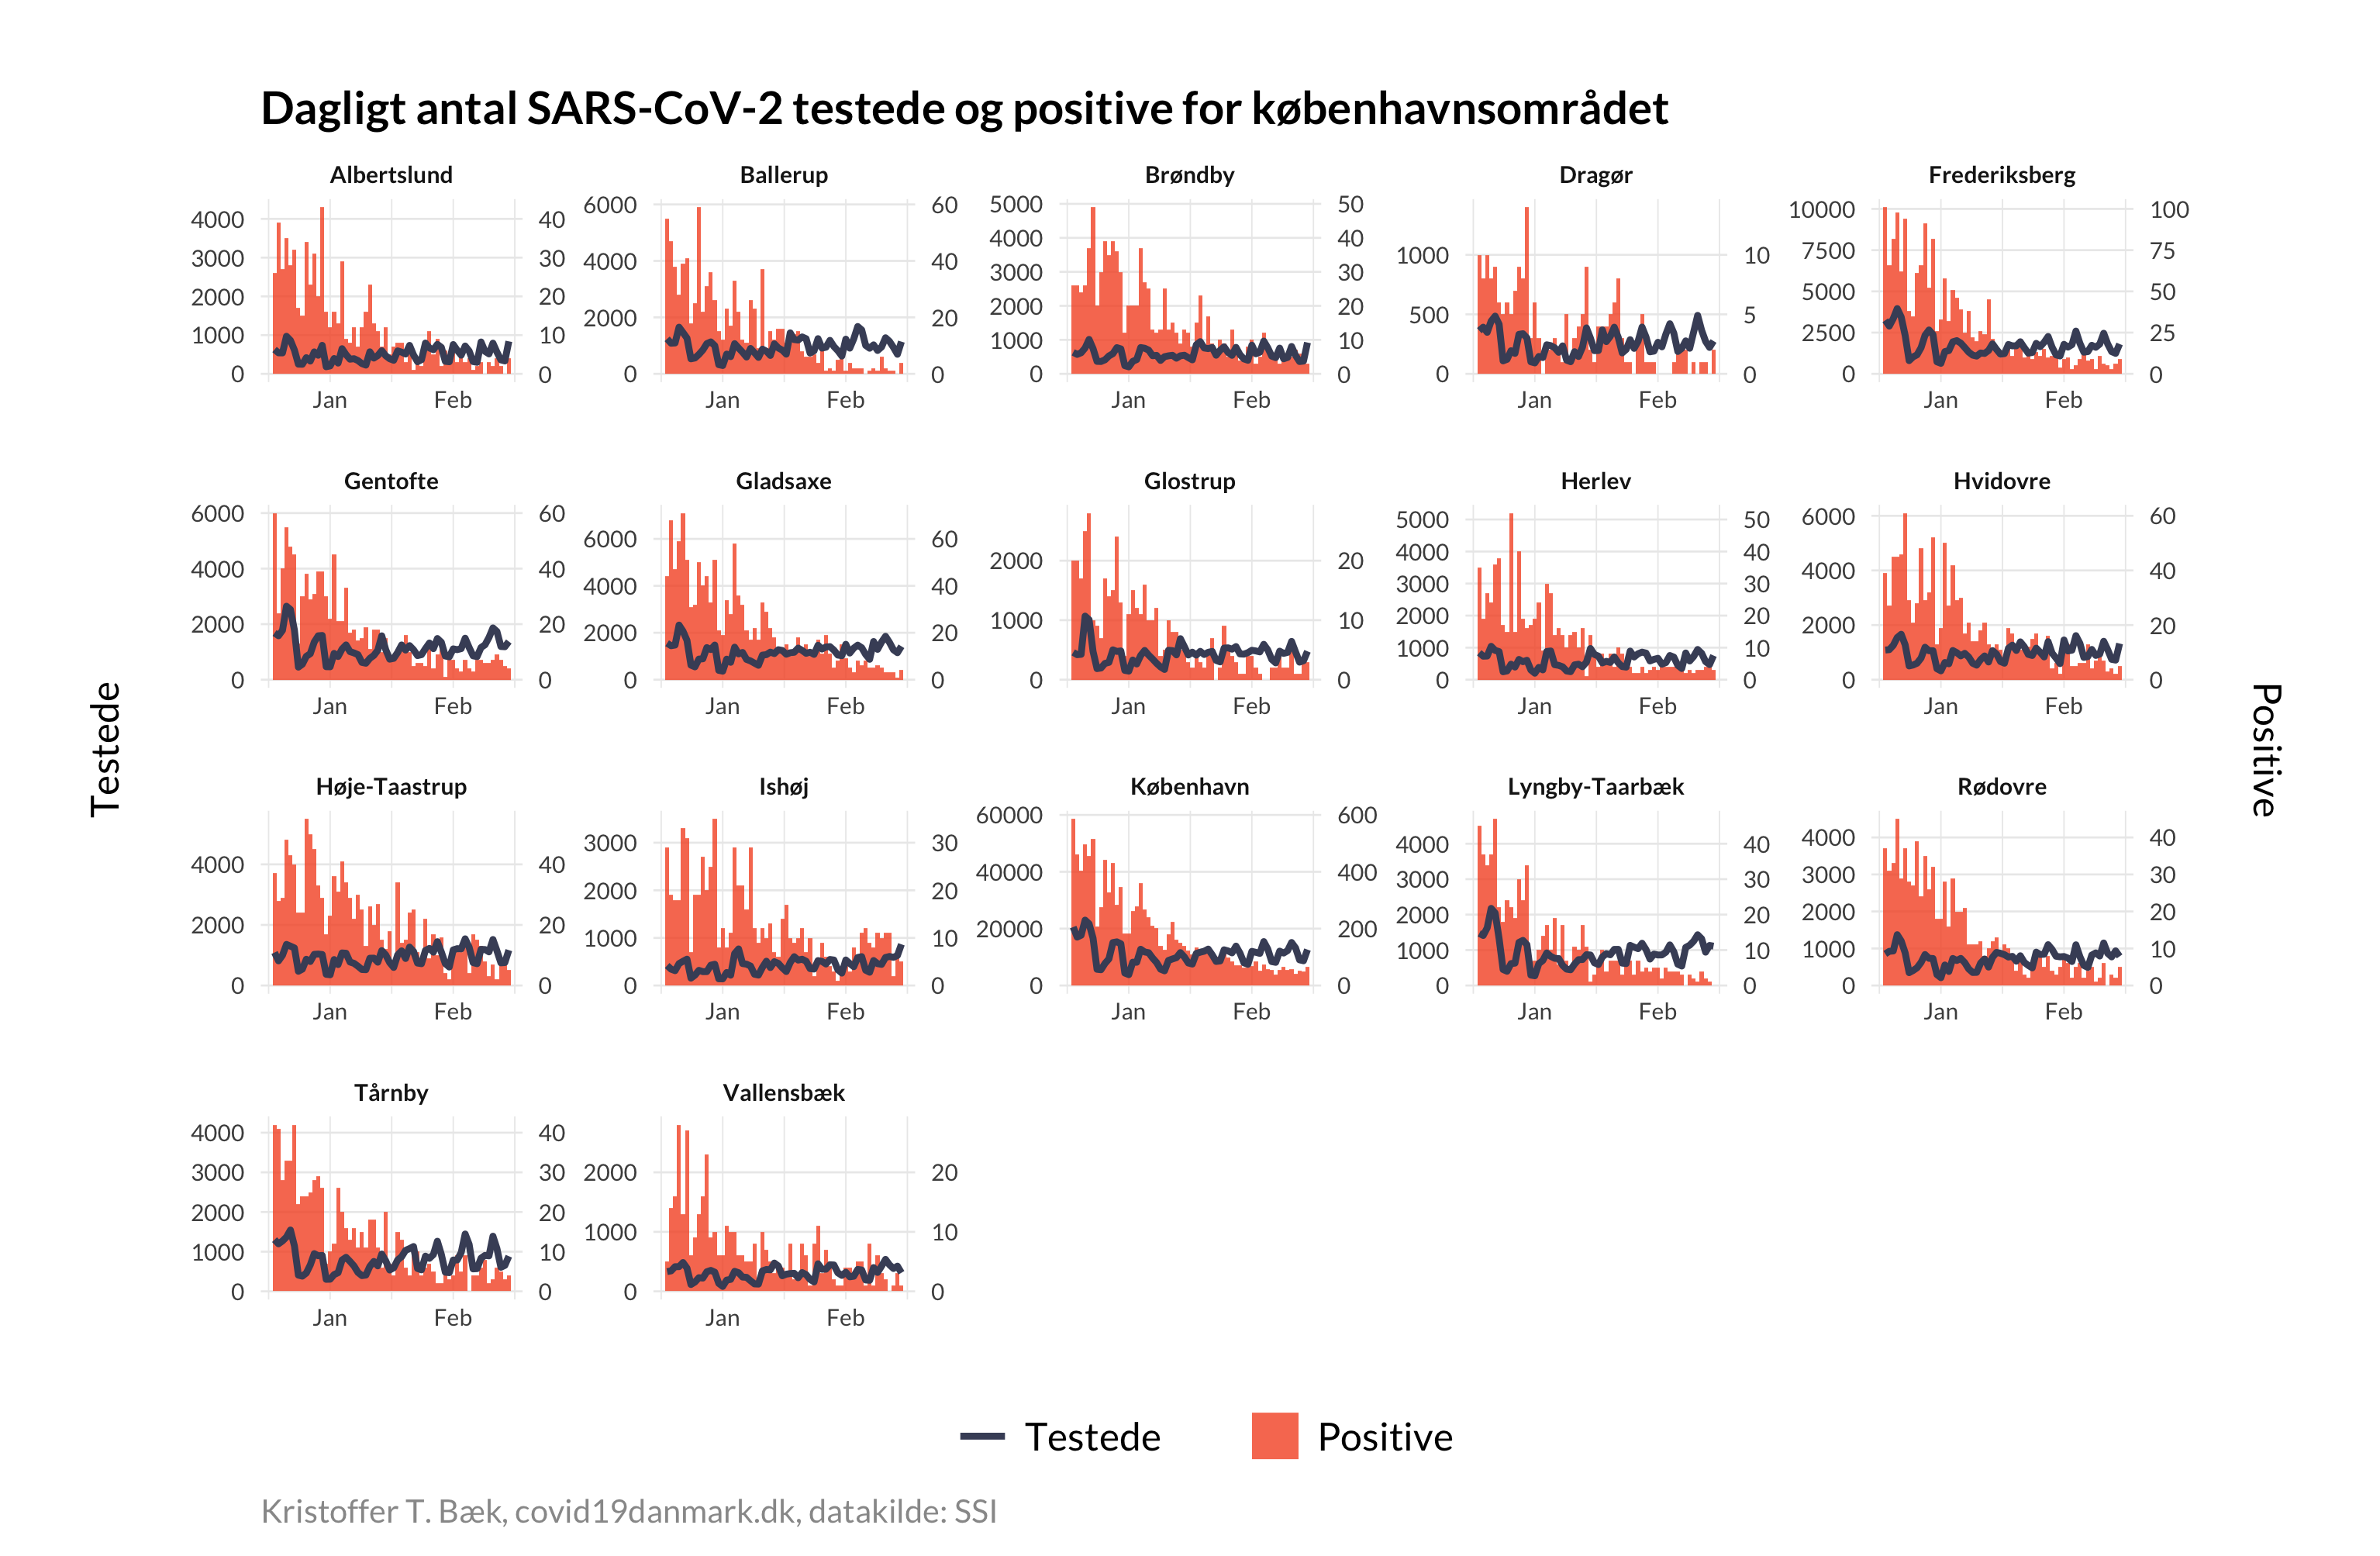 Dagligt antal SARS-CoV-2 testede og positive for københavnsområdet
Albertslund
4000
3000
2000
1000
0
40
30
20
10
0
Jan
Feb
Ballerup
6000
4000
2000
0
60
40
20
0
Jan
Feb
Brøndby
5000
4000
3000
2000
1000
0
50
40
30
20
10
0
Jan
Feb
Dragør
1000
500
0
10
5
0
Jan
Feb
Frederiksberg
10000
7500
5000
2500
0
100
75
50
25
0
Jan
Feb
Gentofte
6000
4000
2000
0
60
40
20
0
Jan
Feb
Gladsaxe
6000
4000
2000
0
60
40
20
0
Jan
Feb
Glostrup
2000
1000
0
20
10
0
Jan
Feb
Herlev
5000
4000
3000
2000
1000
0
50
40
30
20
10
0
Jan
Feb
Hvidovre
6000
4000
2000
0
60
40
20
0
Jan
Feb
Testede
Positive
Høje-Taastrup
4000
2000
0
40
20
0
Jan
Feb
Ishøj
3000
2000
1000
0
30
20
10
0
Jan
Feb
København
60000
40000
20000
0
600
400
200
0
Jan
Feb
Lyngby-Taarbæk
4000
3000
2000
1000
0
40
30
20
10
0
Jan
Feb
Rødovre
4000
3000
2000
1000
0
40
30
20
10
0
Jan
Feb
Tårnby
4000
3000
2000
1000
0
40
30
20
10
0
Jan
Feb
Vallensbæk
2000
1000
0
20
10
0
Jan
Feb
Testede
Positive
Kristoffer T. Bæk, covid19danmark.dk, datakilde: SSI